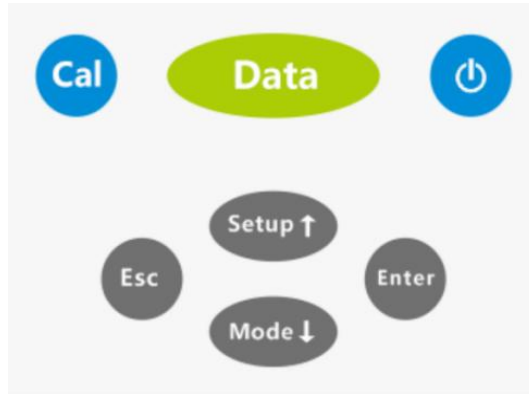 Cal
Data
Setup ↑
Esc
Enter
Mode ↓